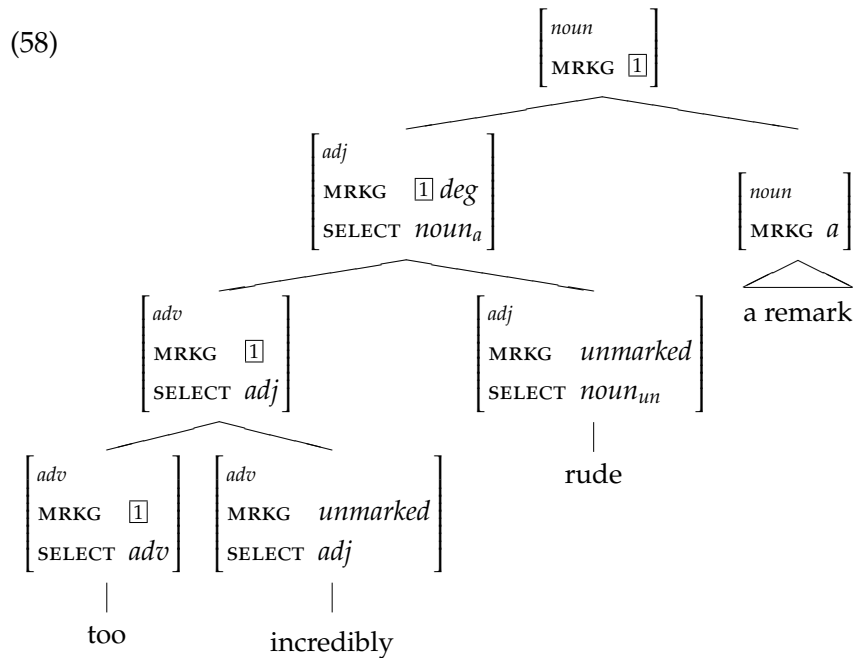 (58)
noun
MRKG 1
adj
MRKG 1 deg
SELECT noun_a
noun
MRKG a
a remark
adv
MRKG 1
SELECT adj
adj
MRKG unmarked
SELECT noun_un
rude
adv
MRKG 1
SELECT adv
adv
MRKG unmarked
SELECT adj
too
incredibly